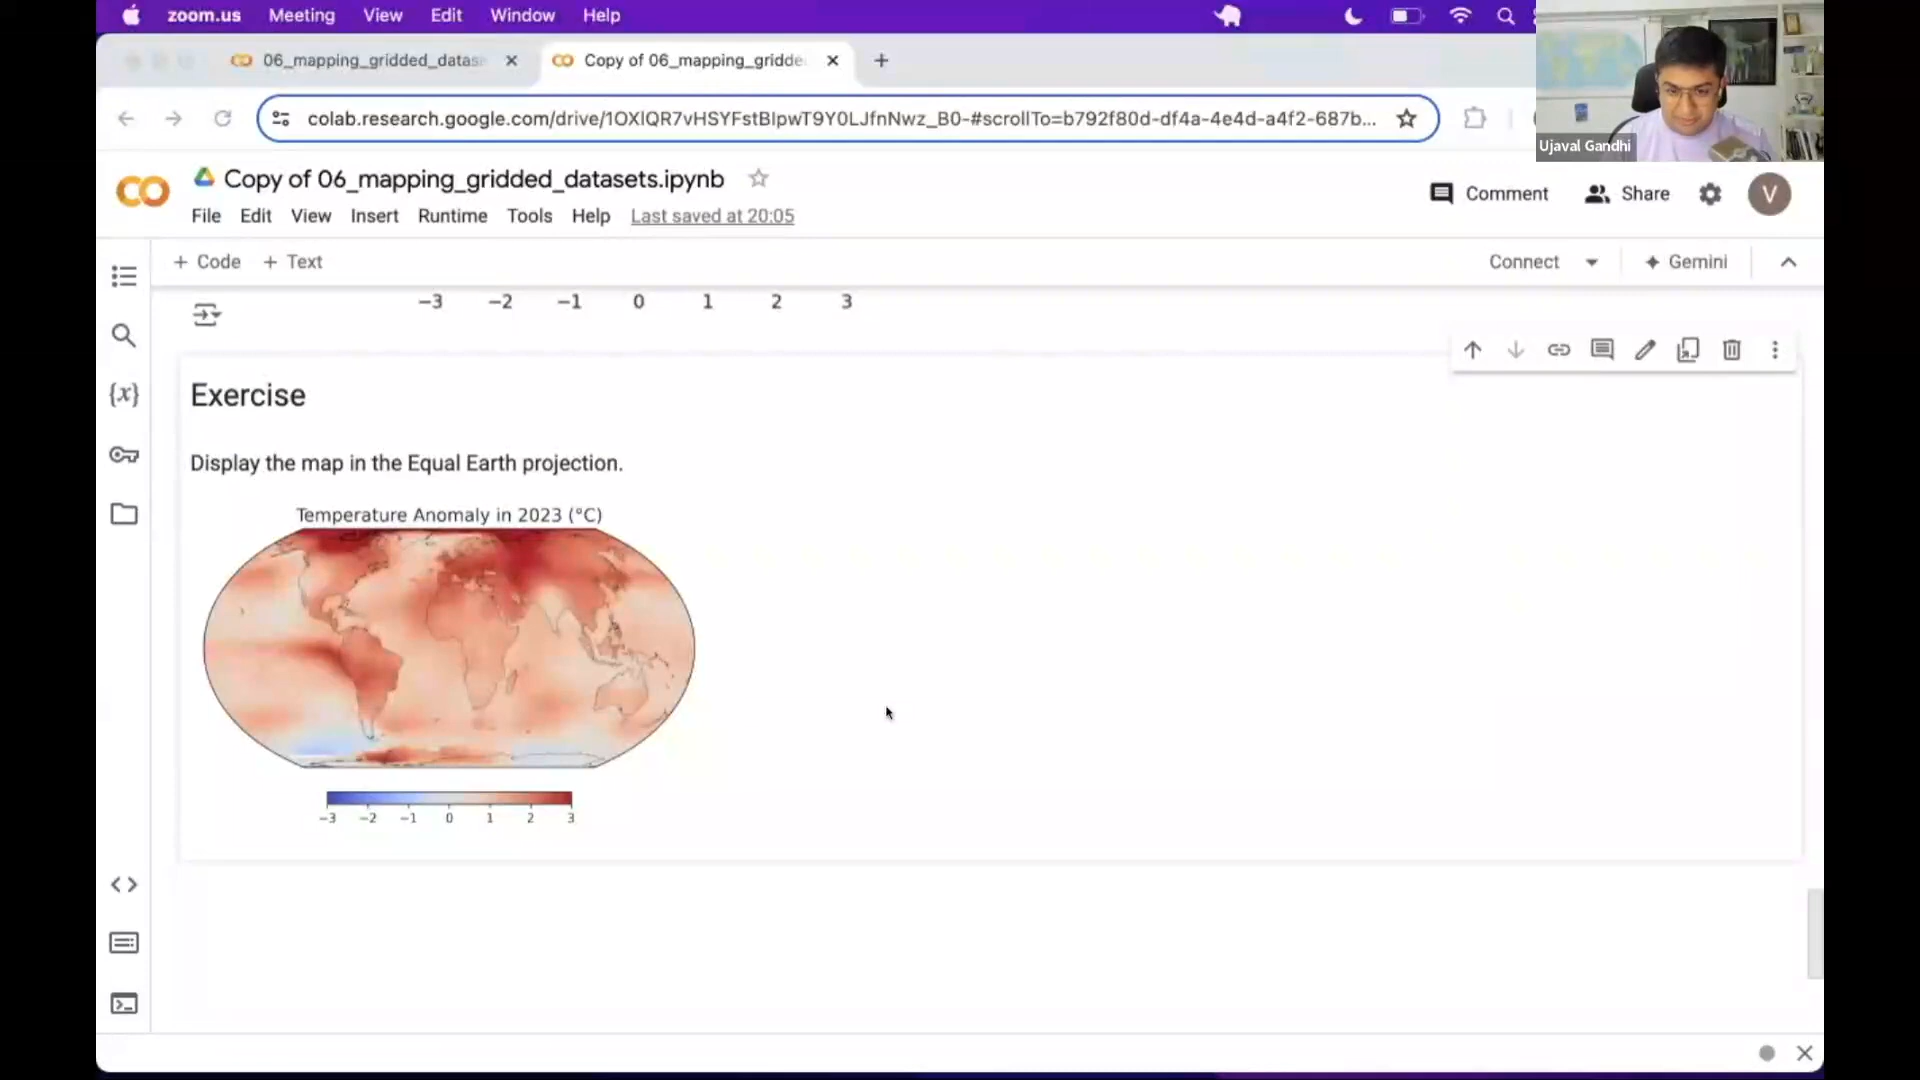 zoom.us Meeting View Edit Window Help
06_mapping_gridded_datas
Copy of 06_mapping_gridde
colab.research.google.com/drive/1OXlQR7vHSYFstBIpwT9Y0LJfnNwz_B0-#scrollTo=b792f80d-df4a-4e4d-a4f2-687b...
Ujaval Gandhi
Copy of 06_mapping_gridded_datasets.ipynb
Comment Share V
File Edit View Insert Runtime Tools Help Last saved at 20:05
+ Code + Text Connect Gemini
−3 −2 −1 0 1 2 3
{x}
Exercise
Display the map in the Equal Earth projection.
Temperature Anomaly in 2023 (°C)
−3 −2 −1 0 1 2 3